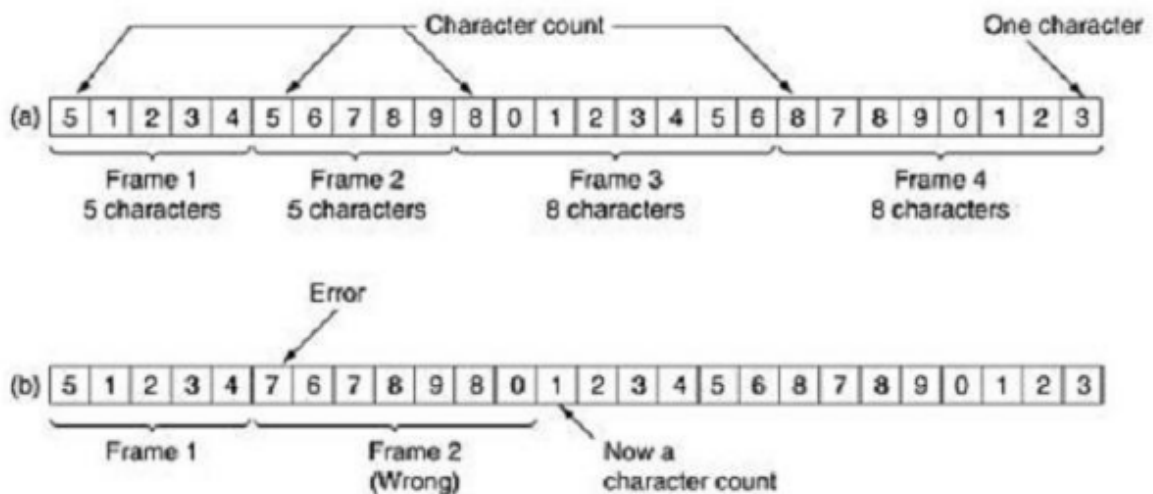 Character count
One character
(a) 5 1 2 3 4 5 6 7 8 9 8 0 1 2 3 4 5 6 8 7 8 9 0 1 2 3
Frame 1 Frame 2 Frame 3 Frame 4
5 characters 5 characters 8 characters 8 characters
Error
(b) 5 1 2 3 4 7 6 7 8 9 8 0 1 2 3 4 5 6 8 7 8 9 0 1 2 3
Frame 1 Frame 2 Now a
(Wrong) character count